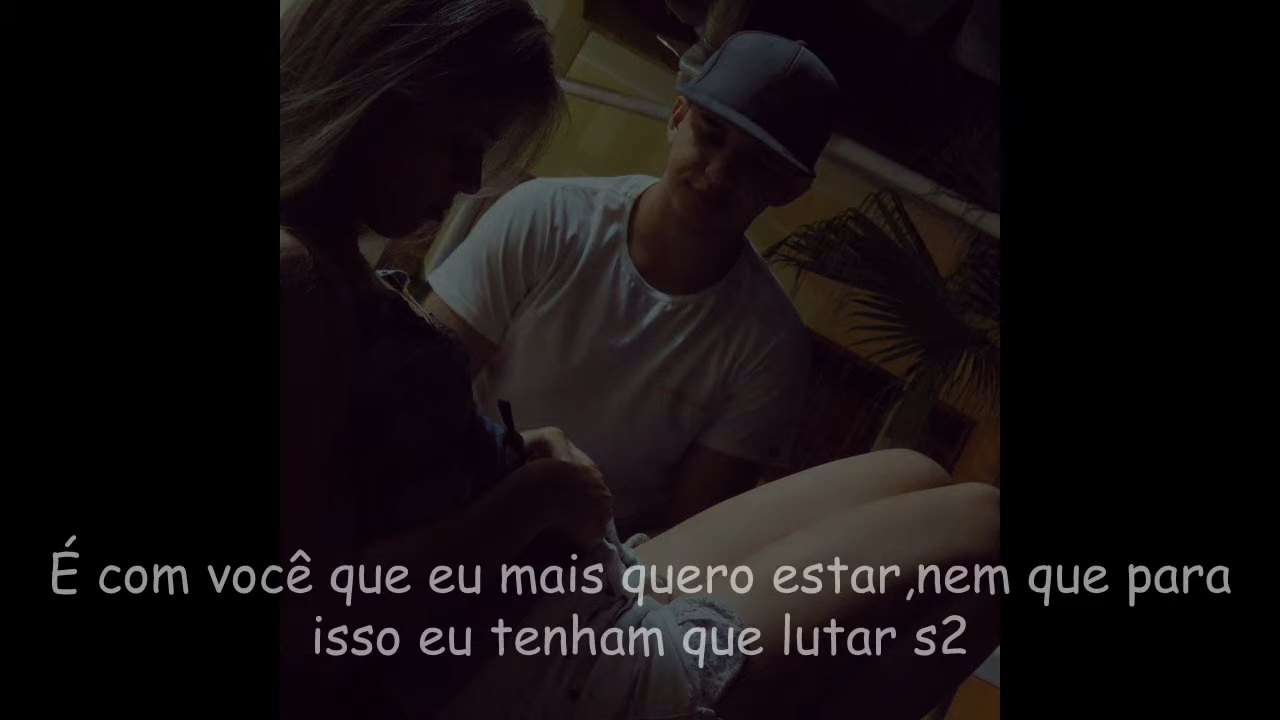 É com você que eu mais quero estar,nem que para
isso eu tenham que lutar s2